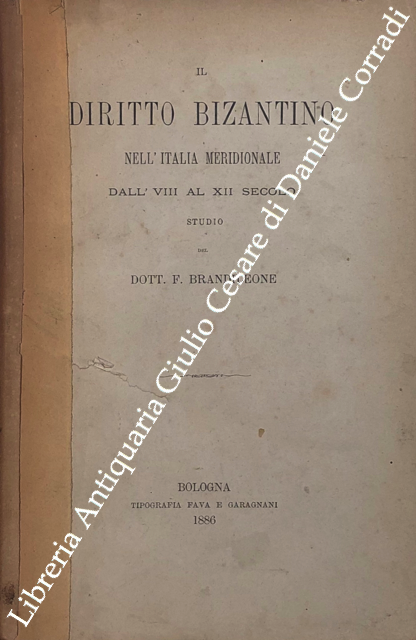 IL
DIRITTO BIZANTINO
NELL' ITALIA MERIDIONALE
DALL' VIII AL XII SECOLO
STUDIO
DEL
DOTT. F. BRANDILEONE
BOLOGNA
TIPOGRAFIA FAVA E GARAGNANI
1886
Libreria Antiquaria Giulio Cesare di Daniele Corradi